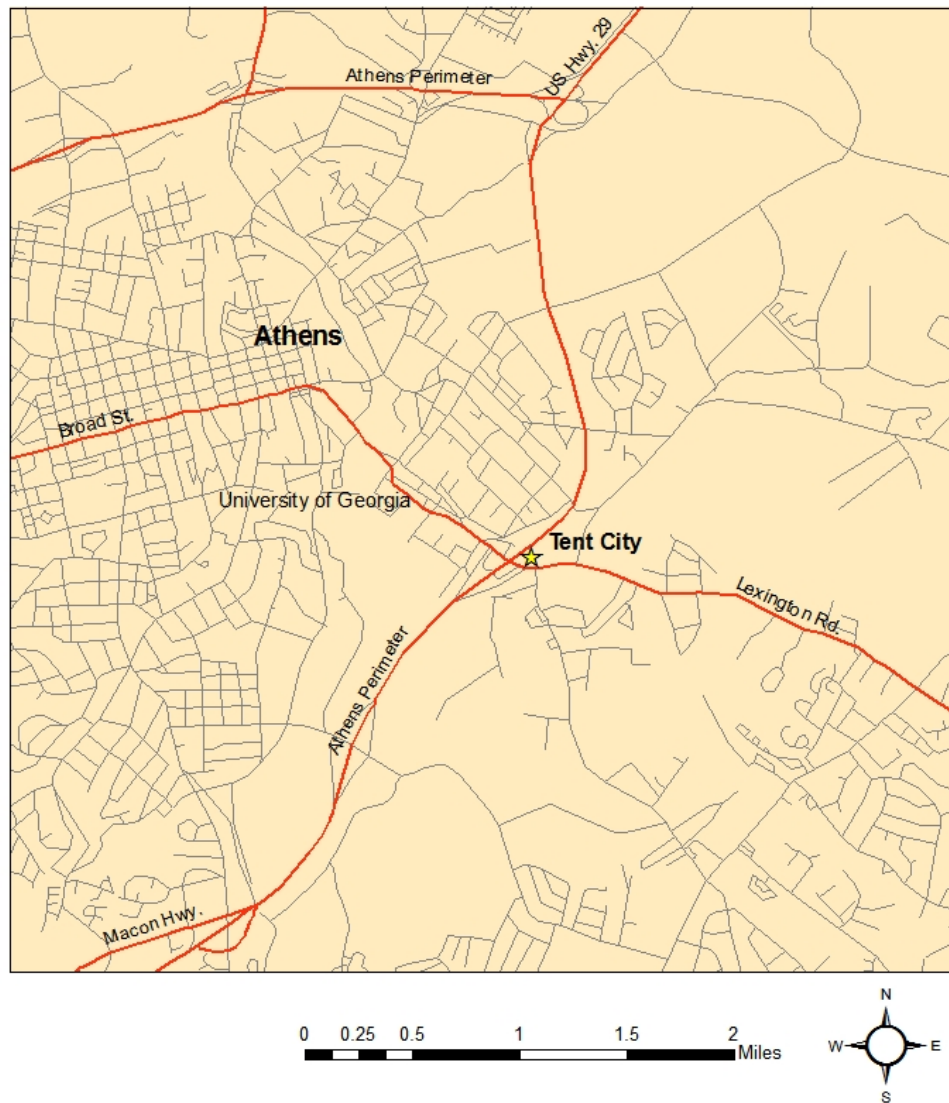 US Hwy. 29
Athens Perimeter
Athens
Broad St.
University of Georgia
Tent City
Lexington Rd.
Athens Perimeter
Macon Hwy.
0 0.25 0.5 1 1.5 2
Miles
N
W E
S